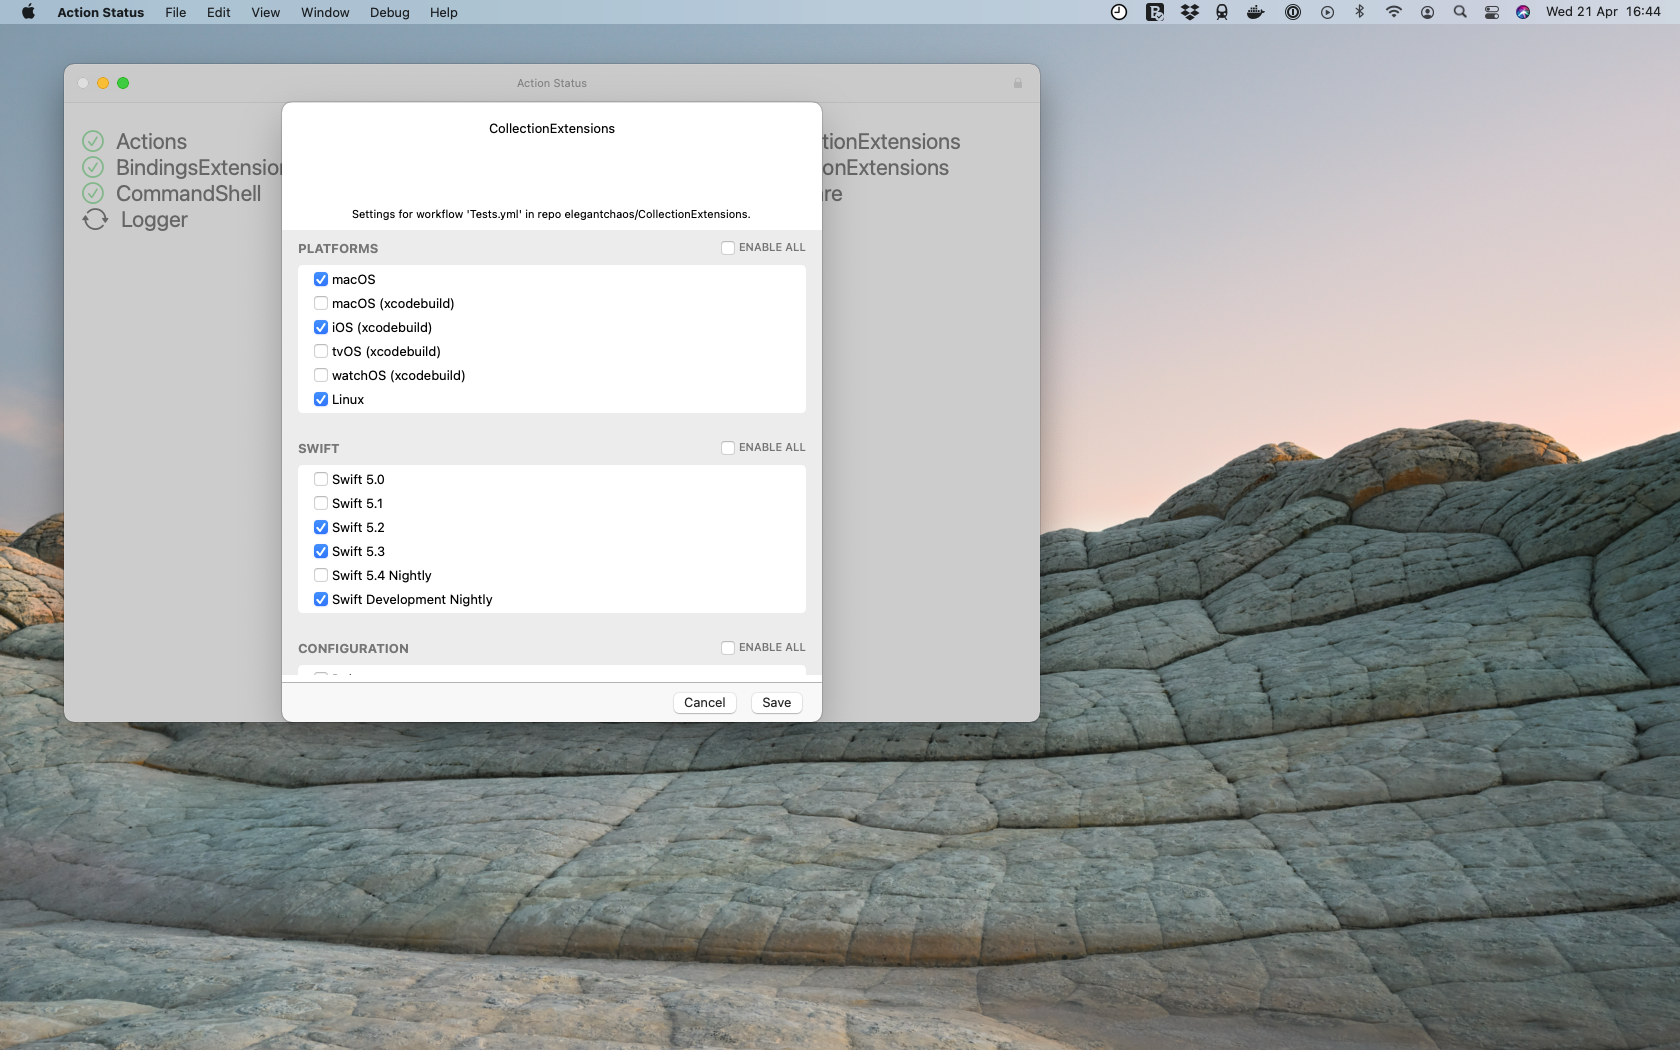 Action Status File Edit View Window Debug Help Wed 21 Apr 16:44
Action Status
Actions
BindingsExtension
CommandShell
Logger
tionExtensions
onExtensions
re
CollectionExtensions
Settings for workflow 'Tests.yml' in repo elegantchaos/CollectionExtensions.
PLATFORMS ENABLE ALL
macOS
macOS (xcodebuild)
iOS (xcodebuild)
tvOS (xcodebuild)
watchOS (xcodebuild)
Linux
SWIFT ENABLE ALL
Swift 5.0
Swift 5.1
Swift 5.2
Swift 5.3
Swift 5.4 Nightly
Swift Development Nightly
CONFIGURATION ENABLE ALL
Cancel Save